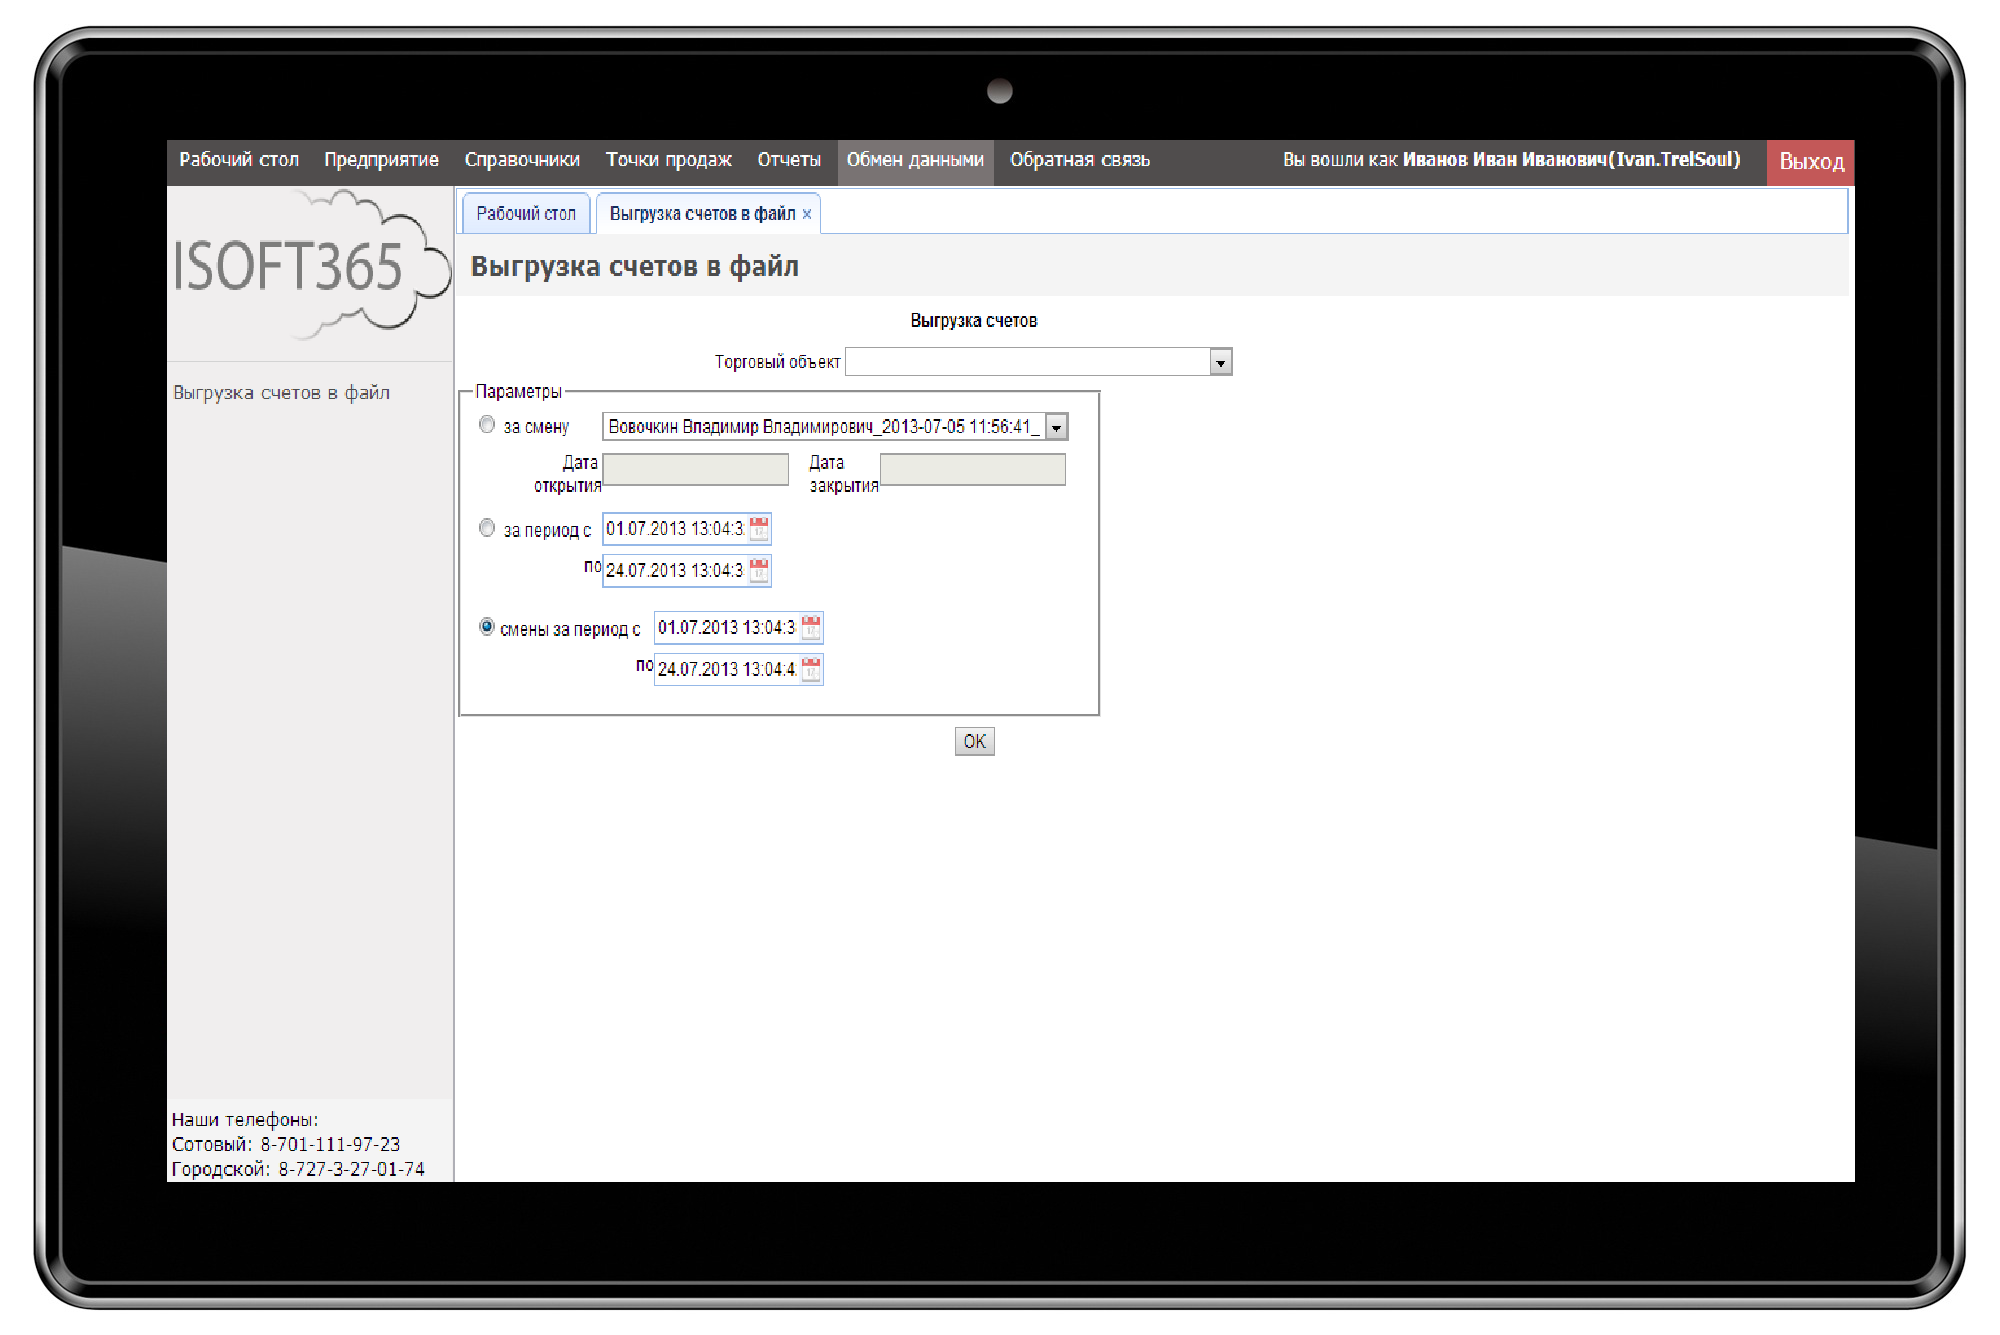 Рабочий стол Предприятие Справочники Точки продаж Отчеты Обмен данными Обратная связь Вы вошли как Иванов Иван Иванович(Ivan.TrelSoul) Выход
ISOFT365
Выгрузка счетов в файл
Рабочий стол Выгрузка счетов в файл ×
Выгрузка счетов в файл
Выгрузка счетов
Торговый объект
Параметры
за смену Вовочкин Владимир Владимирович_2013-07-05 11:56:41_
Дата открытия Дата закрытия
за период с 01.07.2013 13:04:3
по 24.07.2013 13:04:3
смены за период с 01.07.2013 13:04:3
по 24.07.2013 13:04:4
OK
Наши телефоны:
Сотовый: 8-701-111-97-23
Городской: 8-727-3-27-01-74